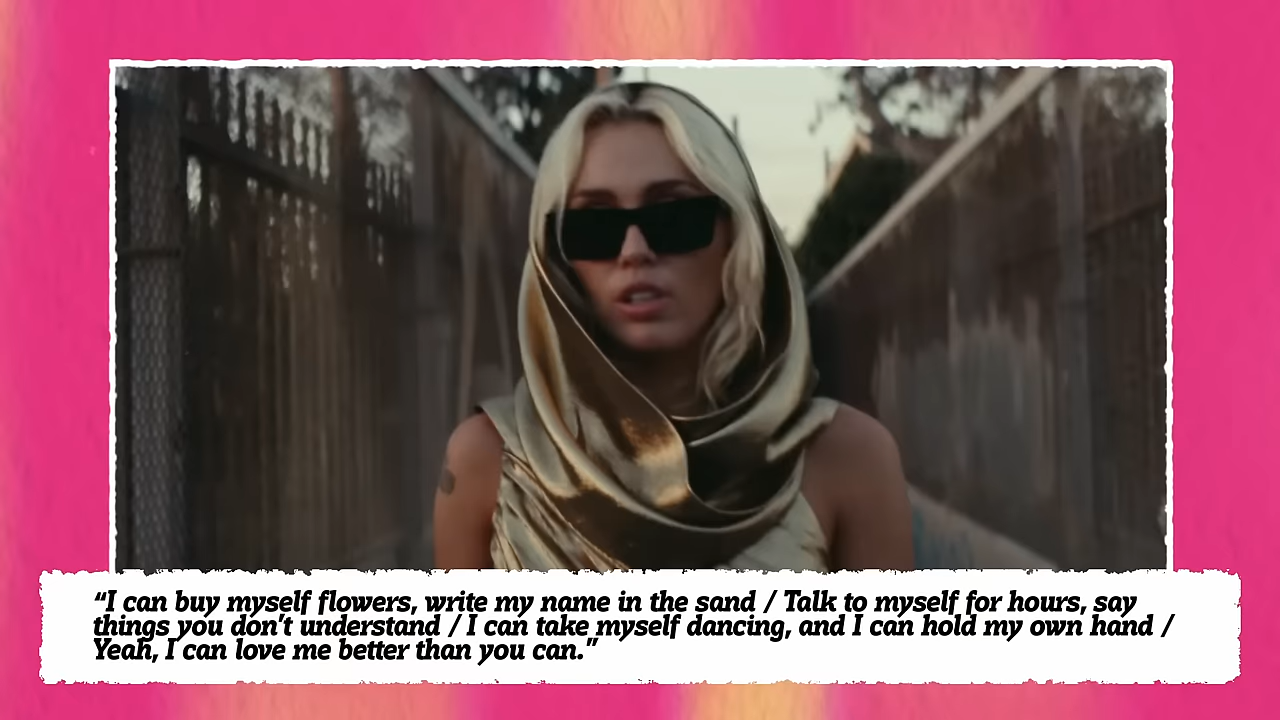 “I can buy myself flowers, write my name in the sand / Talk to myself for hours, say
things you don’t understand / I can take myself dancing, and I can hold my own hand /
Yeah, I can love me better than you can.”